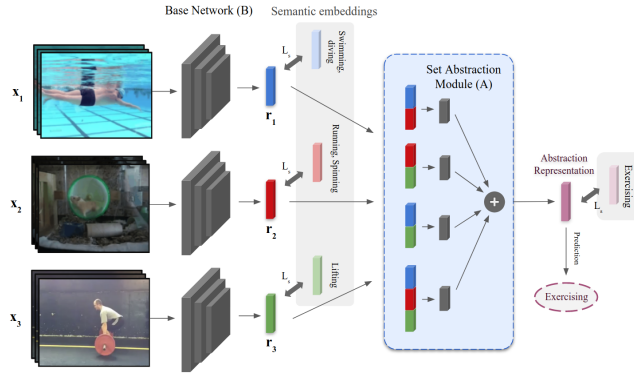 Base Network (B)
Semantic embeddings
x1
Ls
Swimming,
diving
r1
Set Abstraction
Module (A)
x2
Ls
Running, Spinning
r2
+
Abstraction
Representation
Ls
Exercising
Prediction
Exercising
x3
Ls
Lifting
r3